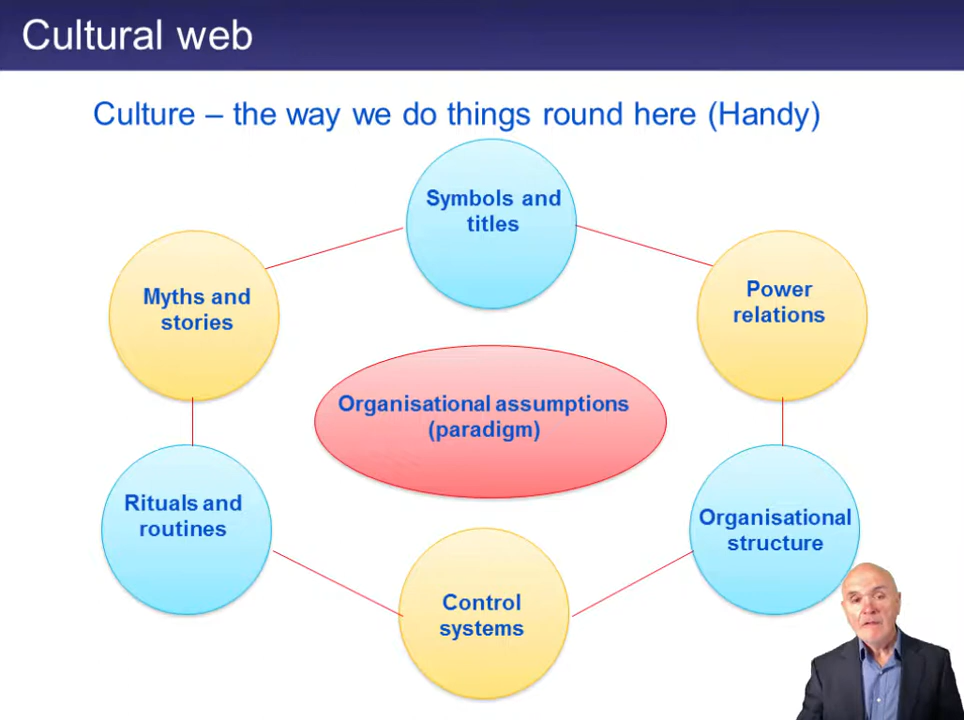 Cultural web
Culture – the way we do things round here (Handy)
Symbols and
titles
Myths and
stories
Power
relations
Organisational assumptions
(paradigm)
Rituals and
routines
Organisational
structure
Control
systems